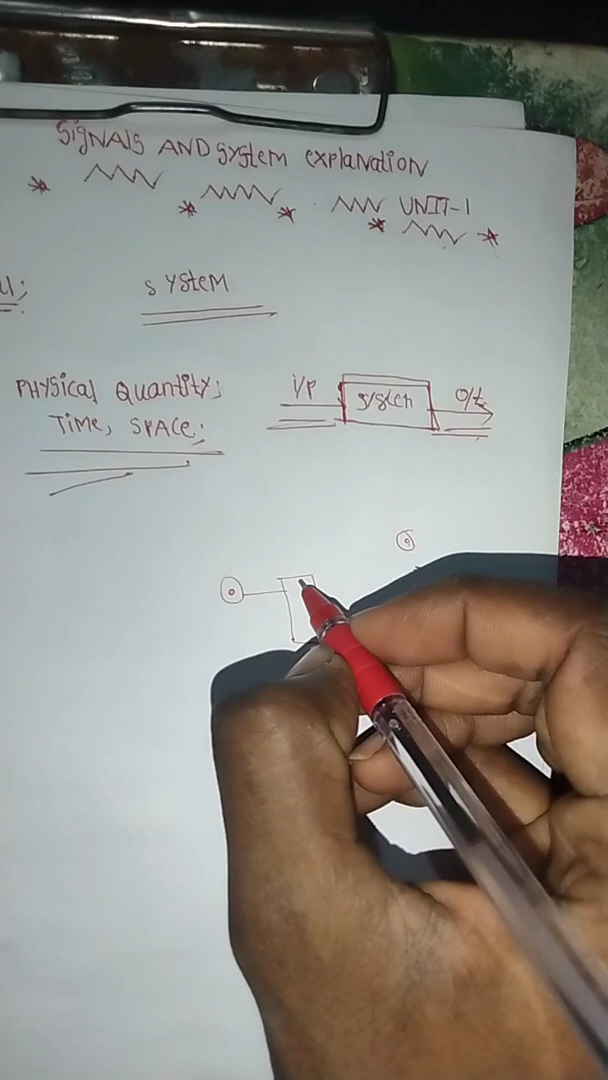 SigNAlS AND system explanation
UNIT-1
SYSteM
PHYSical Quantity;
i/p system
TiMe, SPACe;